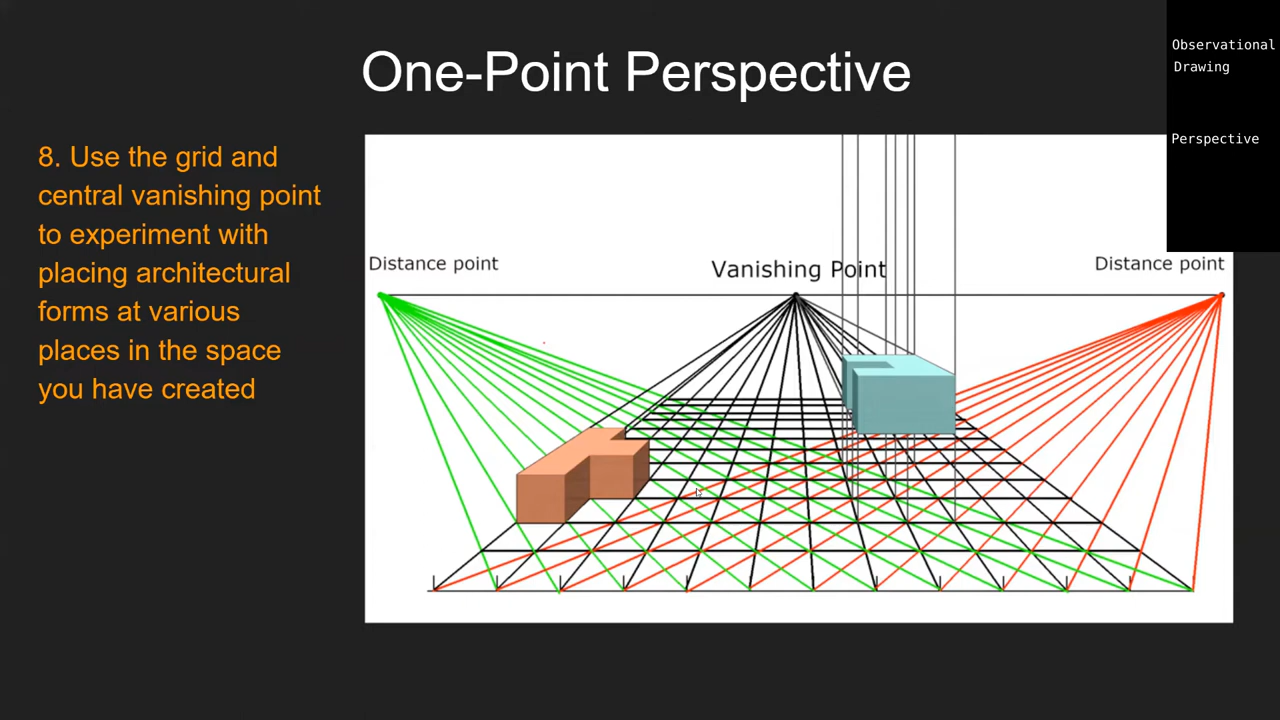 One-Point Perspective
Observational
Drawing
Perspective
8. Use the grid and
central vanishing point
to experiment with
placing architectural
forms at various
places in the space
you have created
Distance point
Vanishing Point
Distance point